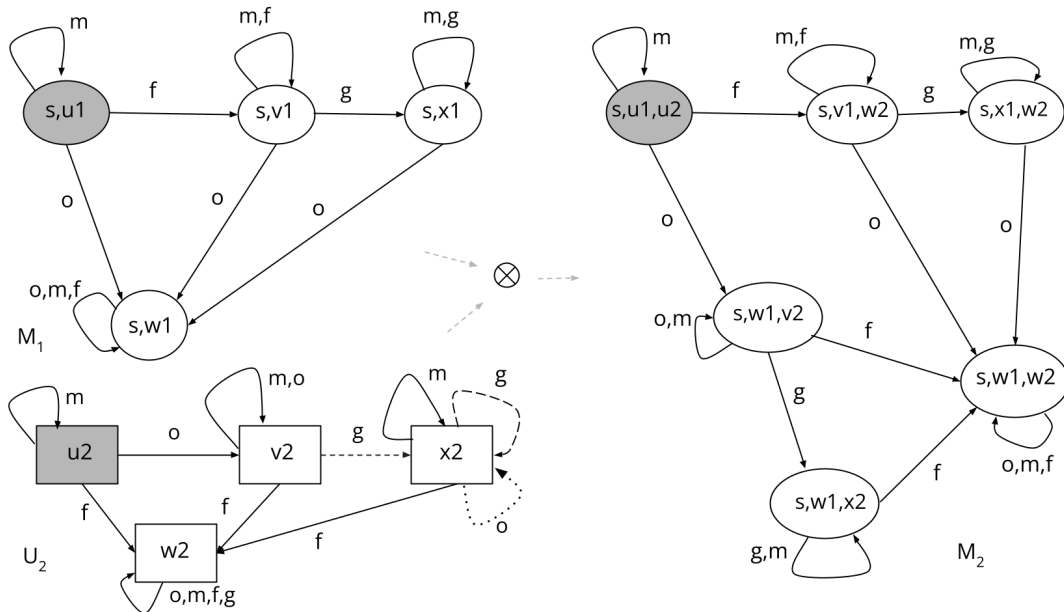 m
m,f
m,g
s,u1
f
s,v1
g
s,x1
o
o
o
o,m,f
s,w1
M1
m
m,o
m
g
u2
o
v2
g
x2
f
f
f
o
U2
w2
o,m,f,g
⊗
m
m,f
m,g
s,u1,u2
f
s,v1,w2
g
s,x1,w2
o
o
o
o,m
s,w1,v2
f
s,w1,w2
g
o,m,f
f
s,w1,x2
g,m
M2